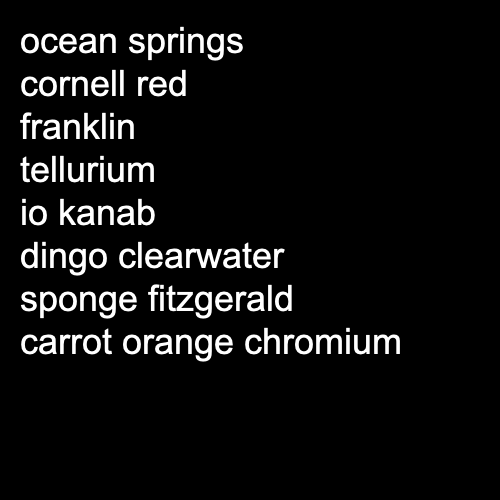 ocean springs
cornell red
franklin
tellurium
io kanab
dingo clearwater
sponge fitzgerald
carrot orange chromium